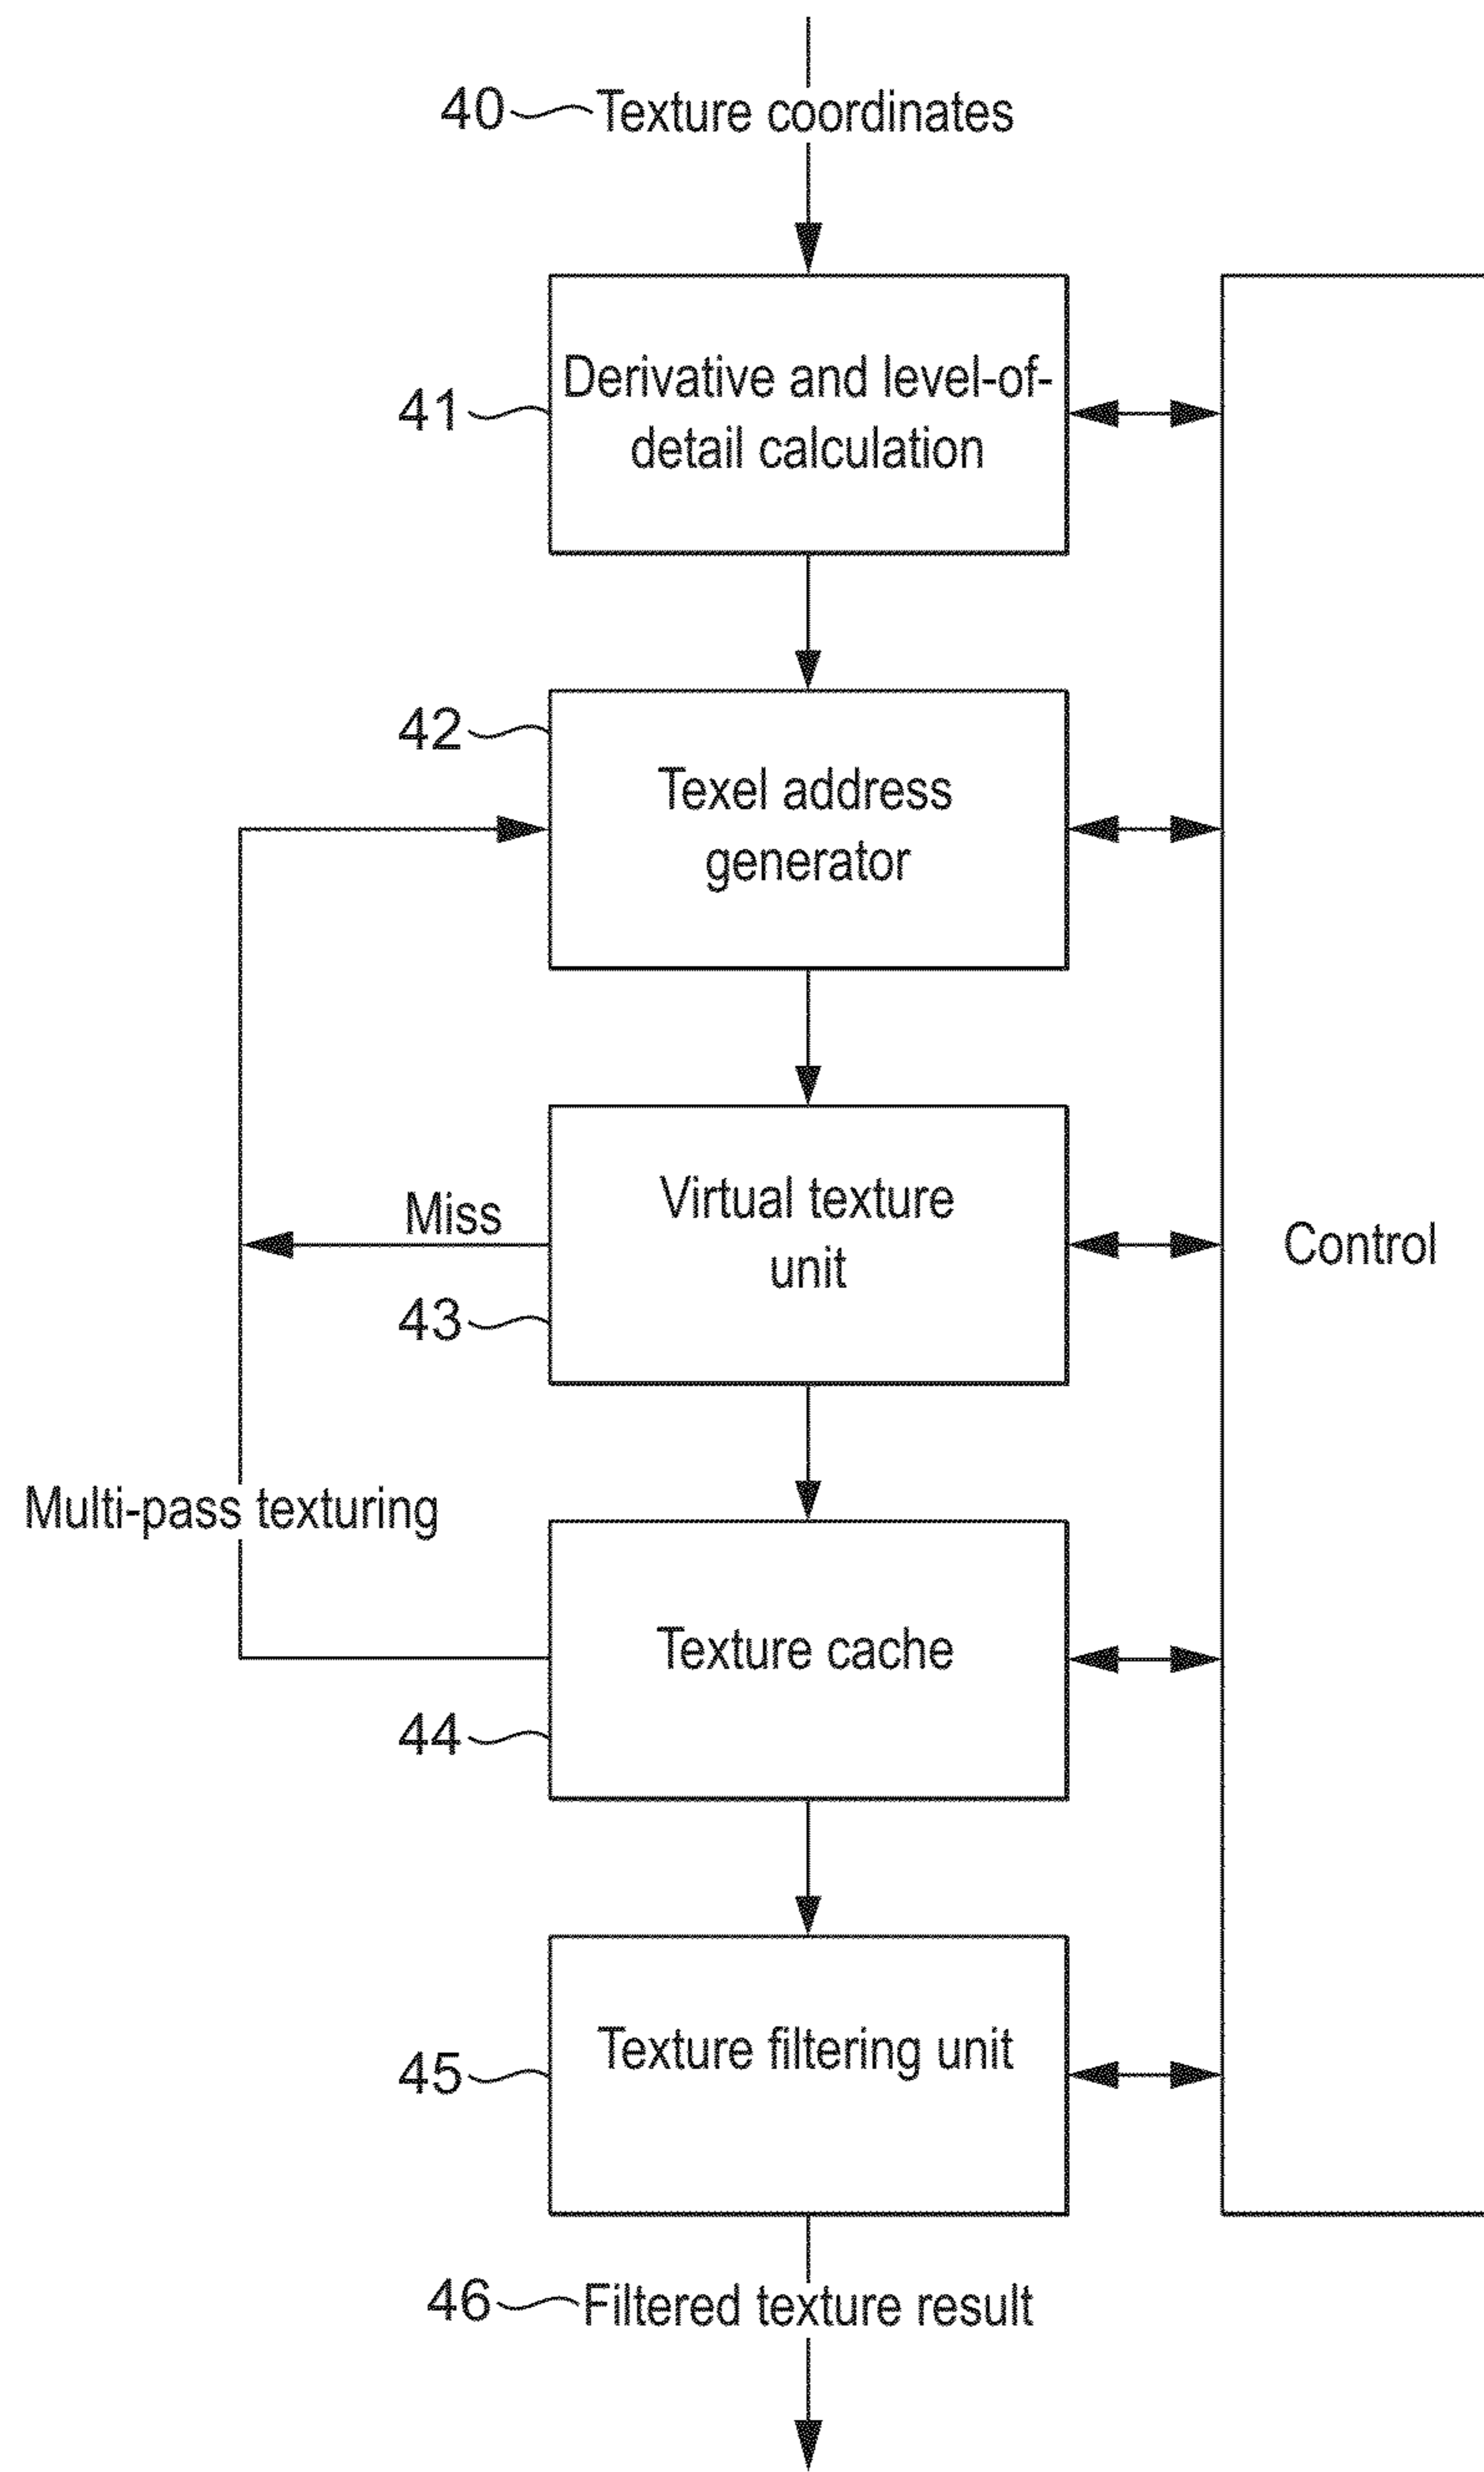 40 Texture coordinates
41
Derivative and level-of-
detail calculation
42
Texel address
generator
Miss
Virtual texture
unit
43
Control
Multi-pass texturing
Texture cache
44
Texture filtering unit
45
46 Filtered texture result